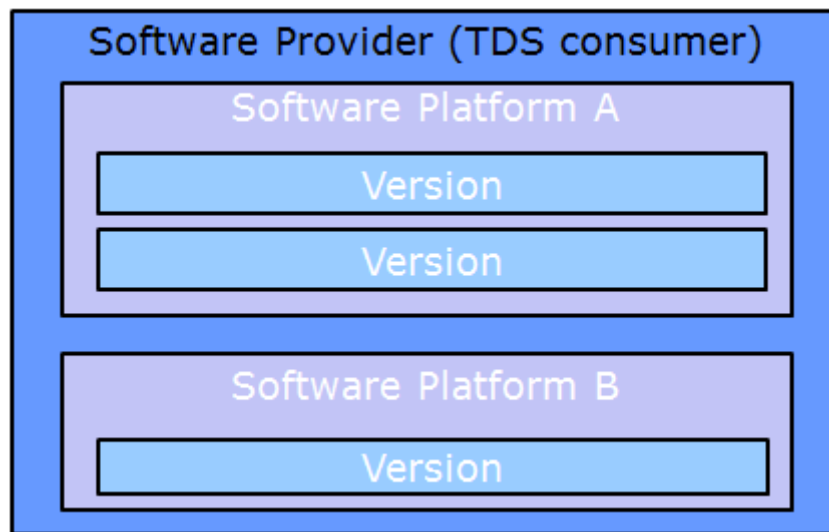 Software Provider (TDS consumer)
Software Platform A
Version
Version
Software Platform B
Version